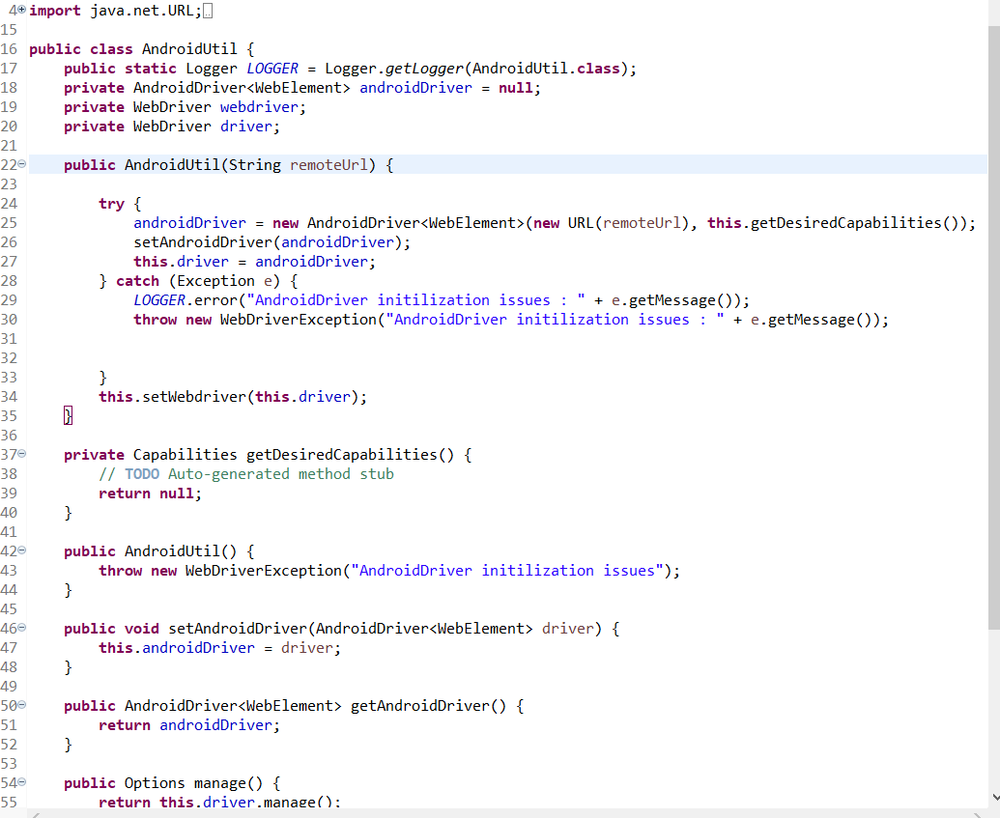 4 import java.net.URL;
15
16 public class AndroidUtil {
17     public static Logger LOGGER = Logger.getLogger(AndroidUtil.class);
18     private AndroidDriver<WebElement> androidDriver = null;
19     private WebDriver webdriver;
20     private WebDriver driver;
21
22     public AndroidUtil(String remoteUrl) {
23
24         try {
25             androidDriver = new AndroidDriver<WebElement>(new URL(remoteUrl), this.getDesiredCapabilities());
26             setAndroidDriver(androidDriver);
27             this.driver = androidDriver;
28         } catch (Exception e) {
29             LOGGER.error("AndroidDriver initilization issues : " + e.getMessage());
30             throw new WebDriverException("AndroidDriver initilization issues : " + e.getMessage());
31
32
33         }
34         this.setWebdriver(this.driver);
35     }
36
37     private Capabilities getDesiredCapabilities() {
38         // TODO Auto-generated method stub
39         return null;
40     }
41
42     public AndroidUtil() {
43         throw new WebDriverException("AndroidDriver initilization issues");
44     }
45
46     public void setAndroidDriver(AndroidDriver<WebElement> driver) {
47         this.androidDriver = driver;
48     }
49
50     public AndroidDriver<WebElement> getAndroidDriver() {
51         return androidDriver;
52     }
53
54     public Options manage() {
55         return this.driver.manage();